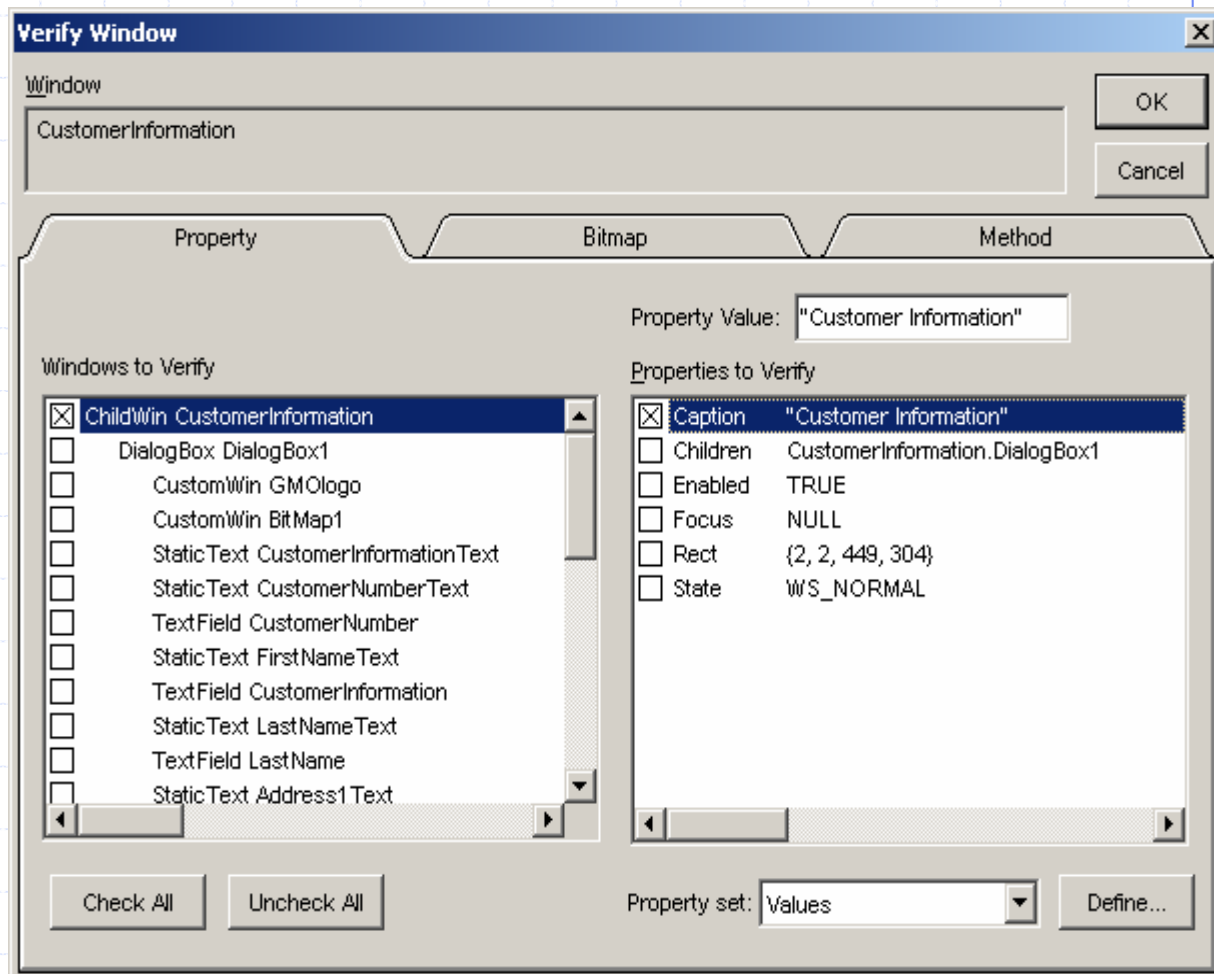 Verify Window
Window
CustomerInformation
OK
Cancel
Property
Bitmap
Method
Property Value: "Customer Information"
Windows to Verify
ChildWin CustomerInformation
DialogBox DialogBox1
CustomWin GMOlogo
CustomWin BitMap1
StaticText CustomerInformationText
StaticText CustomerNumberText
TextField CustomerNumber
StaticText FirstNameText
TextField CustomerInformation
StaticText LastNameText
TextField LastName
StaticText Address1Text
Properties to Verify
Caption "Customer Information"
Children CustomerInformation.DialogBox1
Enabled TRUE
Focus NULL
Rect {2, 2, 449, 304}
State WS_NORMAL
Check All
Uncheck All
Property set: Values
Define...